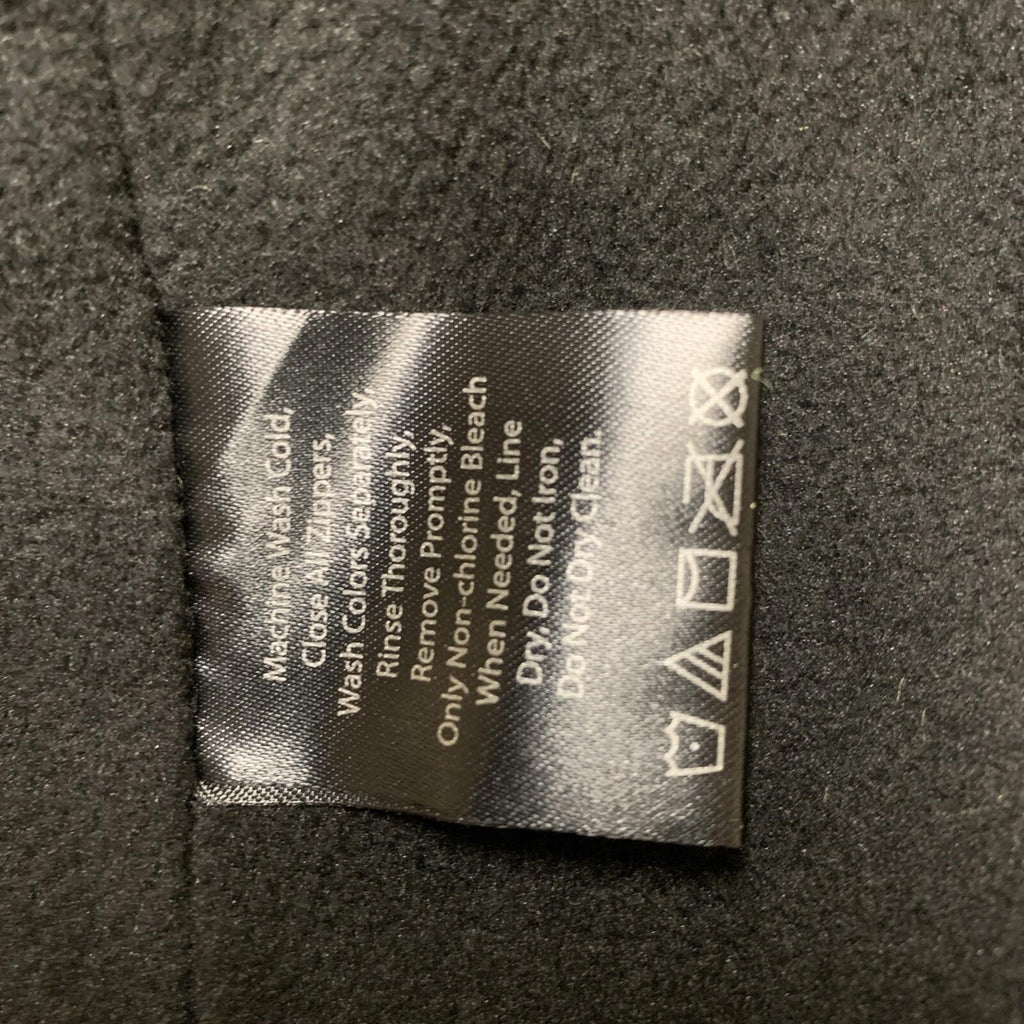 Machine Wash Cold,
Close All Zippers,
Wash Colors Separately,
Rinse Thoroughly,
Remove Promptly,
Only Non-chlorine Bleach
When Needed, Line
Dry, Do Not Iron,
Do Not Dry Clean.